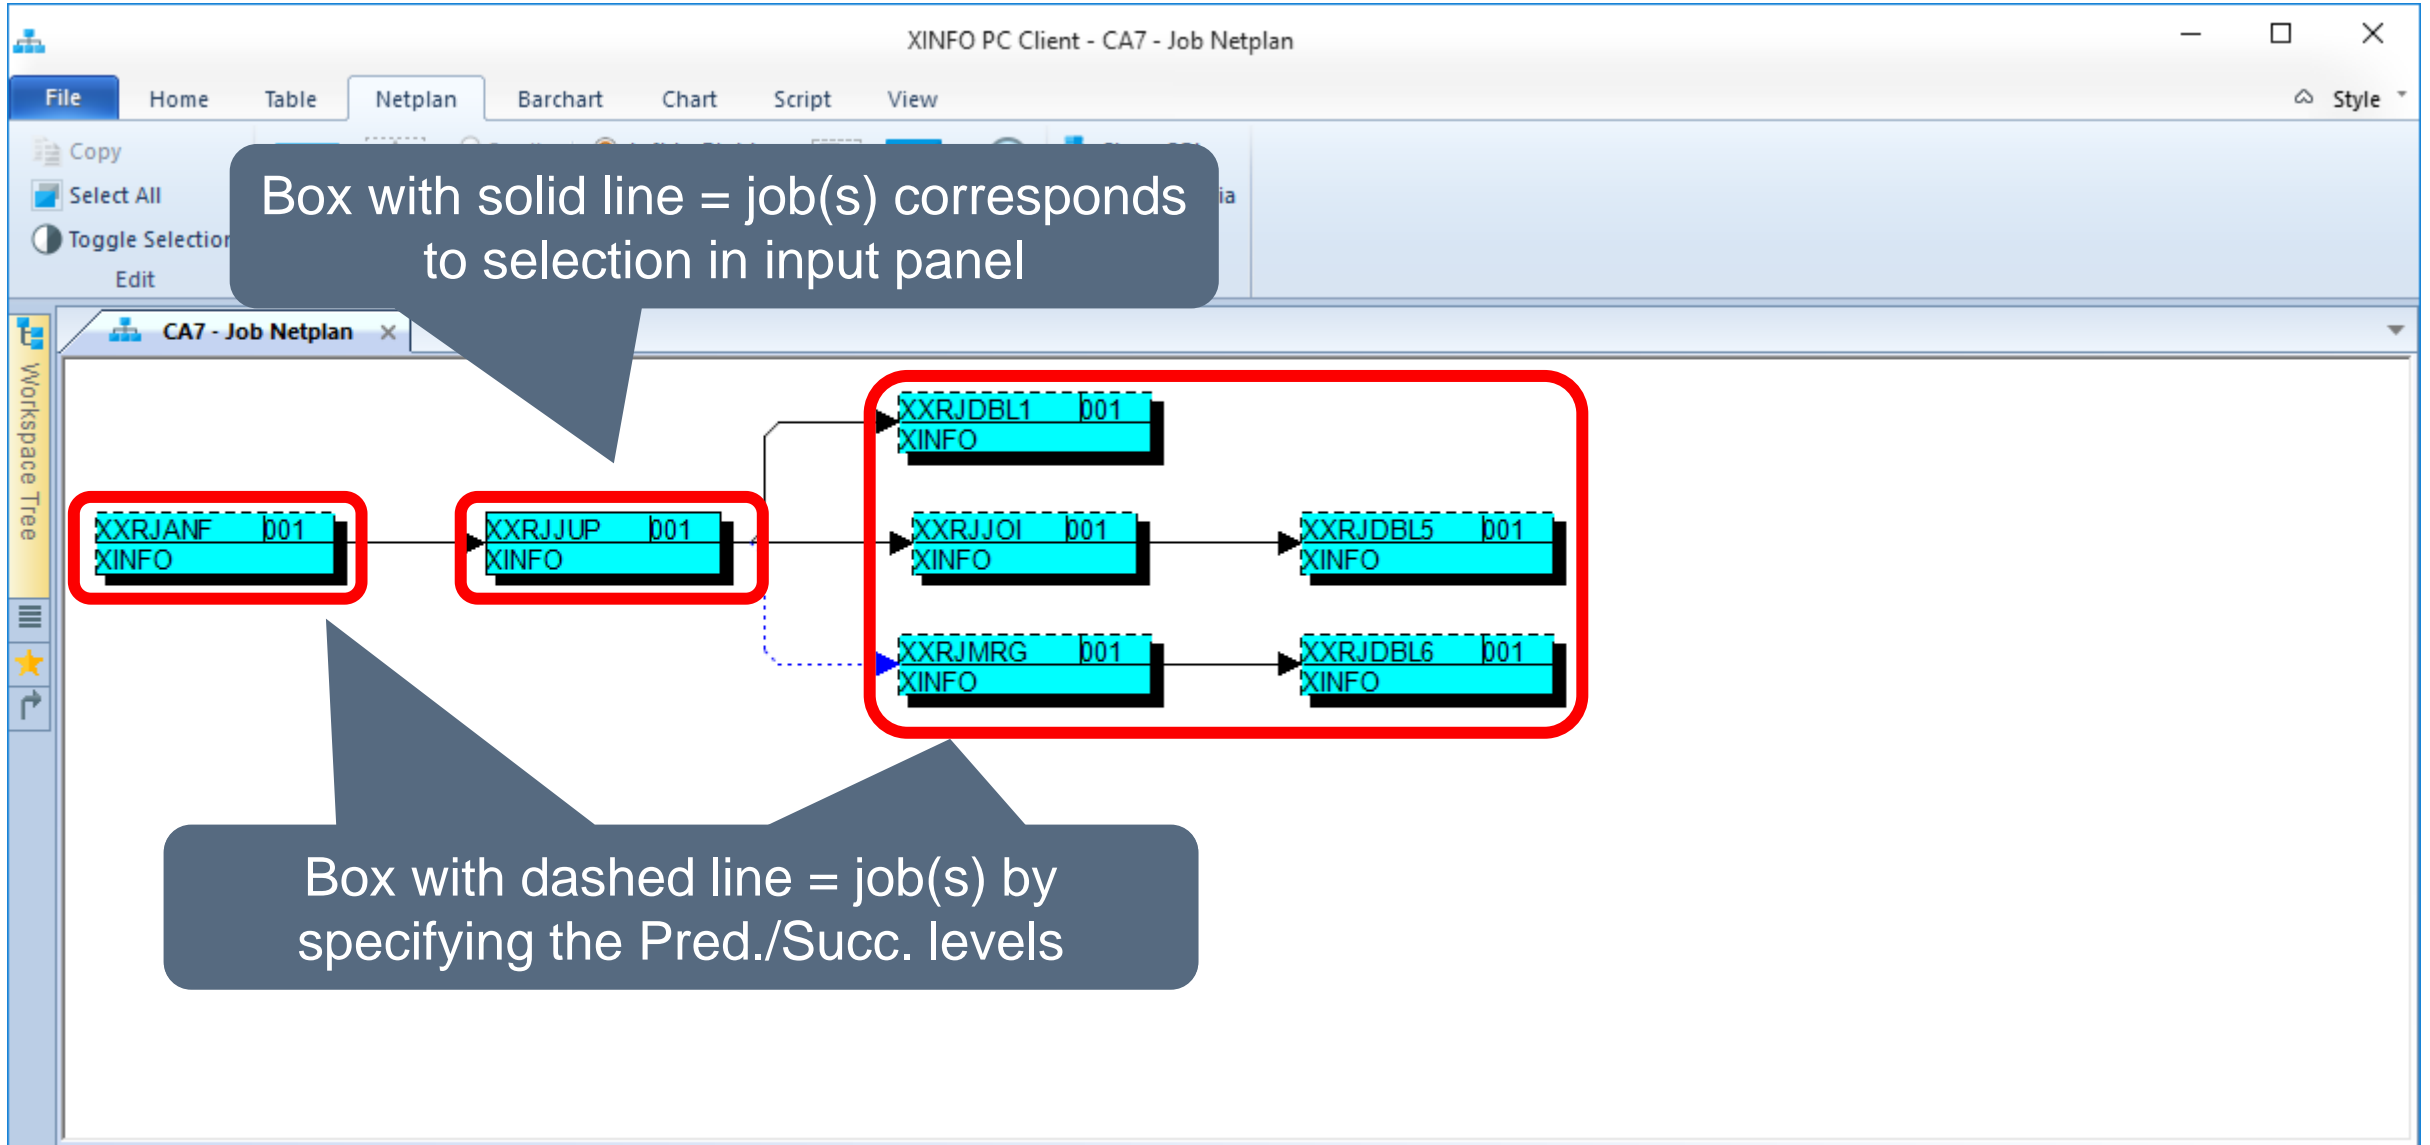 XINFO PC Client - CA7 - Job Netplan
File Home Table Netplan Barchart Chart Script View Style
Copy
Select All
Toggle Selection
Edit
ia
Box with solid line = job(s) corresponds
to selection in input panel
CA7 - Job Netplan
Workspace Tree
XXRJDBL1 001
XINFO
XXRJANF 001
XINFO
XXRJJUP 001
XINFO
XXRJJOI 001
XINFO
XXRJDBL5 001
XINFO
XXRJMRG 001
XINFO
XXRJDBL6 001
XINFO
Box with dashed line = job(s) by
specifying the Pred./Succ. levels